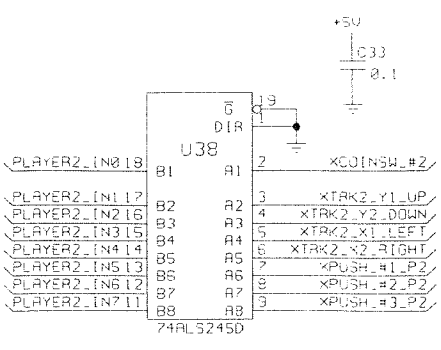 +5V
C33
0.1
G 19
DIR 1
U38
PLAYER2_IN0 18 B1 A1 2 XCOINSW_#2
PLAYER2_IN1 17 B2 A2 3 XTRK2_Y1_UP
PLAYER2_IN2 16 B3 A3 4 XTRK2_Y2_DOWN
PLAYER2_IN3 15 B4 A4 5 XTRK2_X1_LEFT
PLAYER2_IN4 14 B5 A5 6 XTRK2_X2_RIGHT
PLAYER2_IN5 13 B6 A6 7 XPUSH_#1_P2
PLAYER2_IN6 12 B7 A7 8 XPUSH_#2_P2
PLAYER2_IN7 11 B8 A8 9 XPUSH_#3_P2
74ALS245D